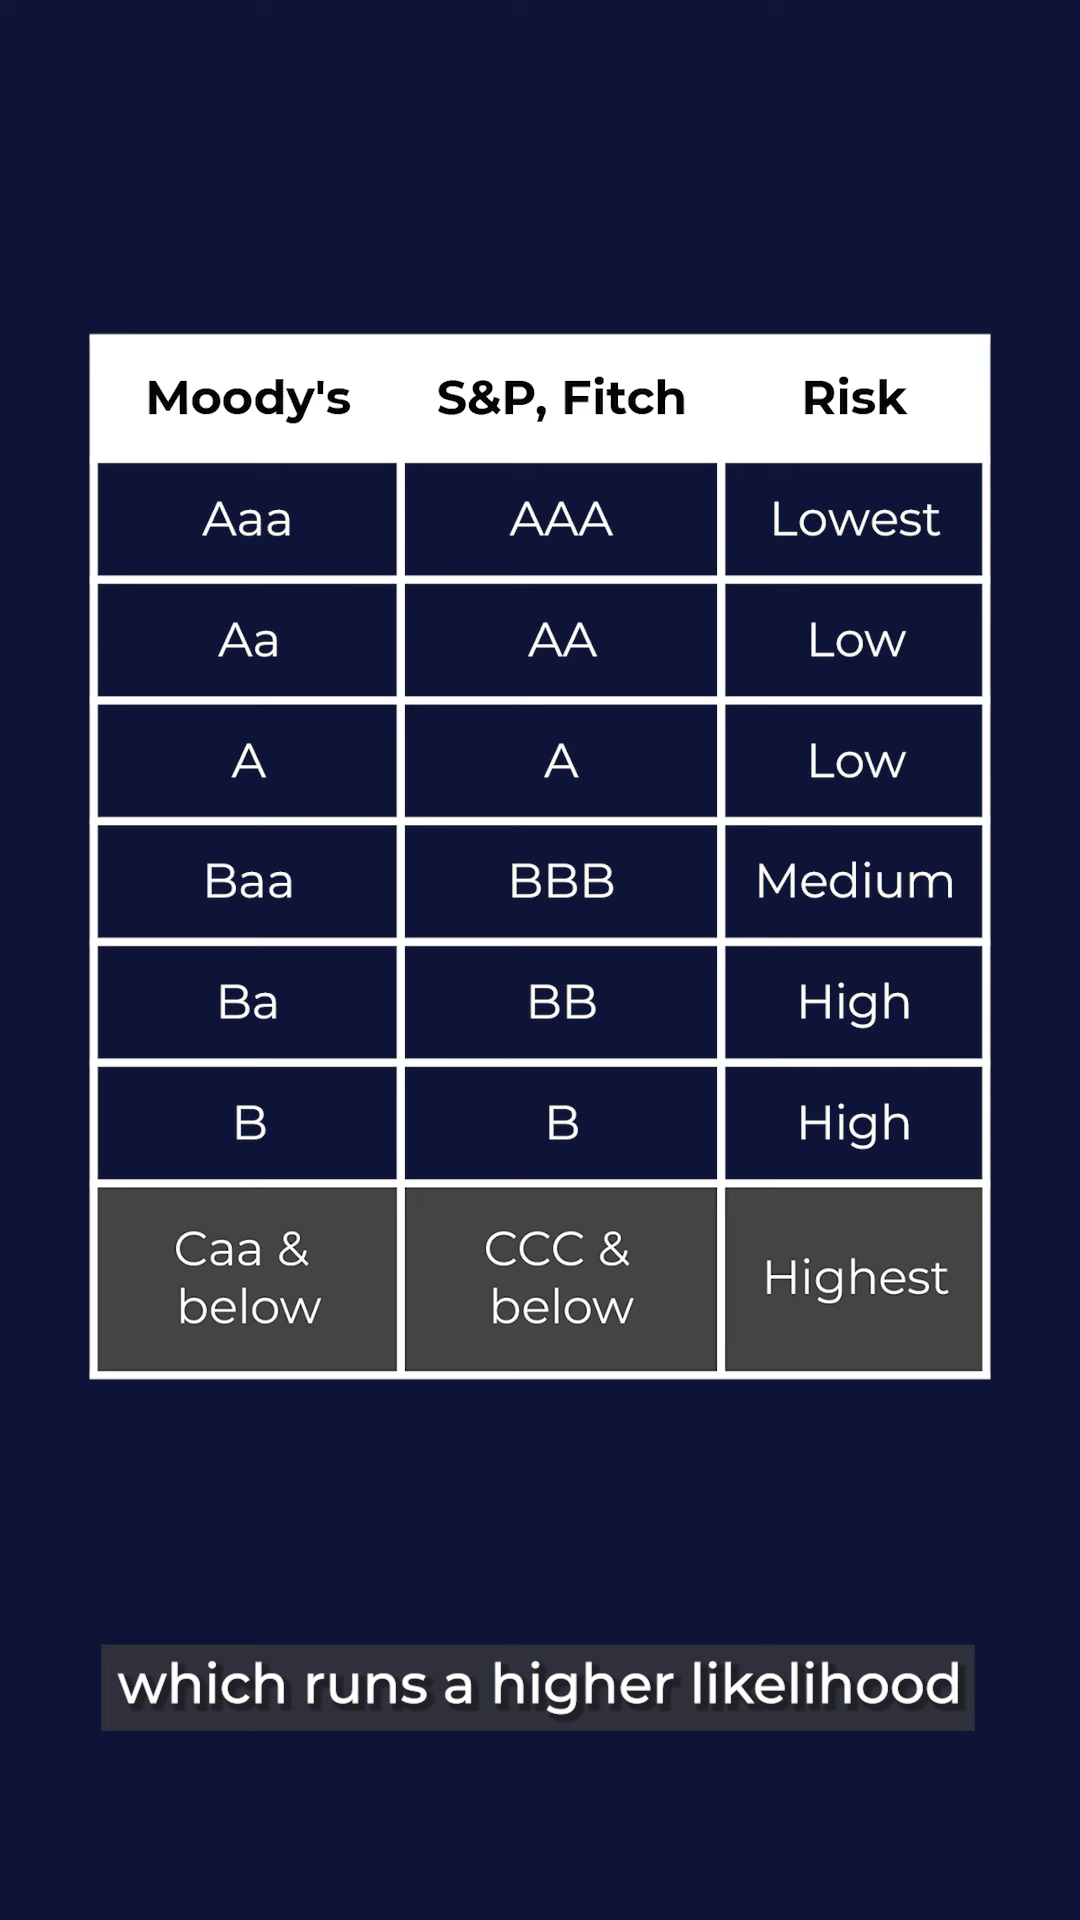 Moody's S&P, Fitch Risk
Aaa AAA Lowest
Aa AA Low
A A Low
Baa BBB Medium
Ba BB High
B B High
Caa & below CCC & below Highest
which runs a higher likelihood